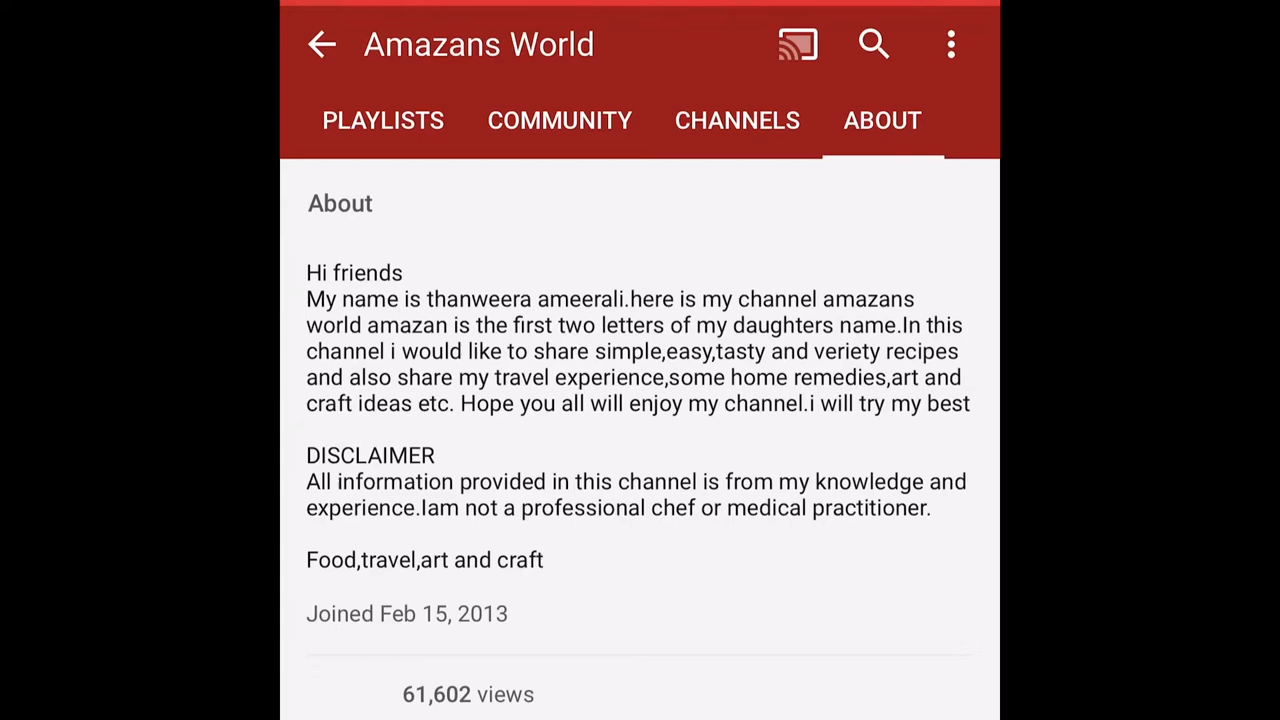 Amazans World
PLAYLISTS COMMUNITY CHANNELS ABOUT
About
Hi friends
My name is thanweera ameerali.here is my channel amazans
world amazan is the first two letters of my daughters name.In this
channel i would like to share simple,easy,tasty and veriety recipes
and also share my travel experience,some home remedies,art and
craft ideas etc. Hope you all will enjoy my channel.i will try my best
DISCLAIMER
All information provided in this channel is from my knowledge and
experience.Iam not a professional chef or medical practitioner.
Food,travel,art and craft
Joined Feb 15, 2013
61,602 views